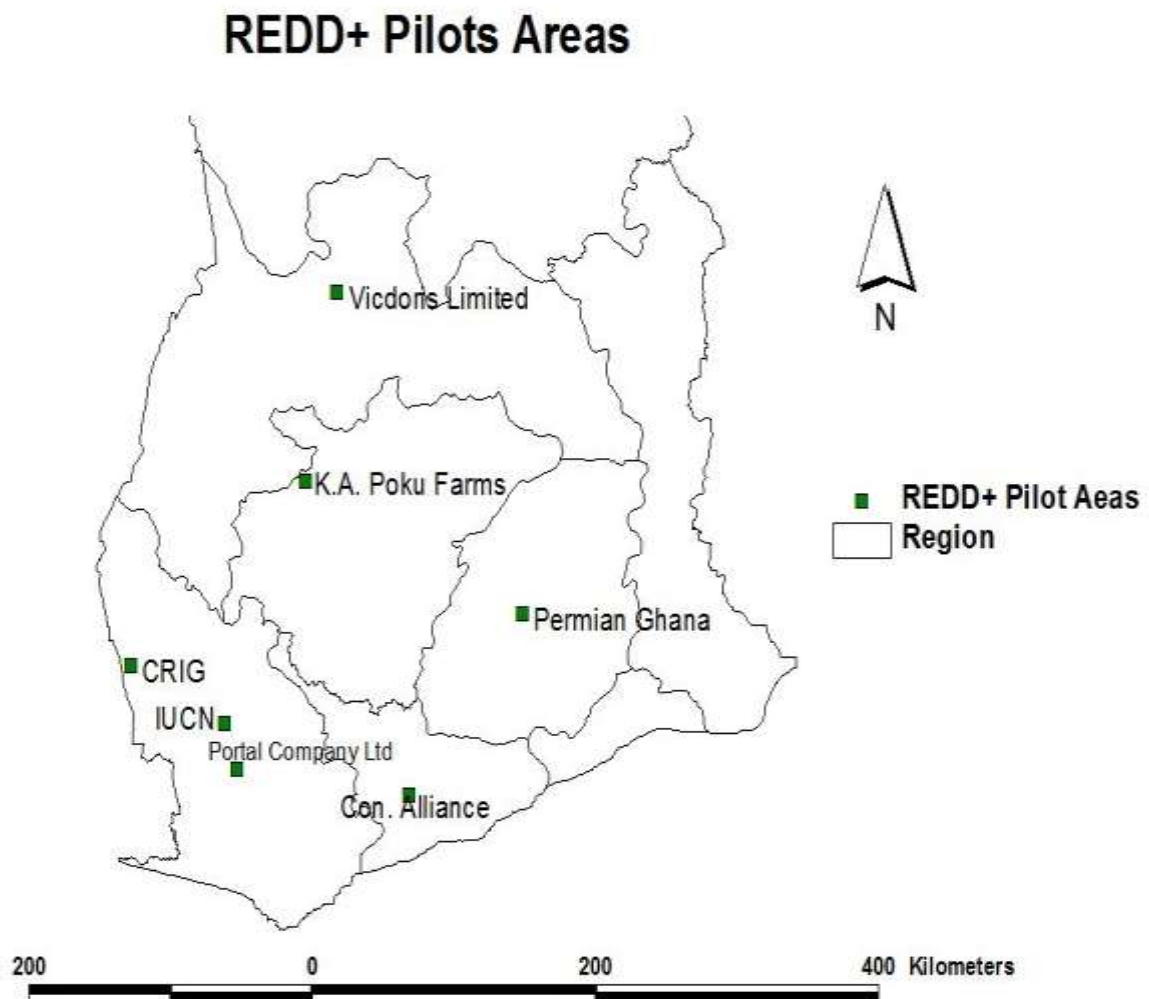 REDD+ Pilots Areas
Vicdons Limited
N
K.A. Poku Farms
REDD+ Pilot Aeas
Region
Permian Ghana
CRIG
IUCN
Portal Company Ltd
Con. Alliance
200 0 200 400 Kilometers